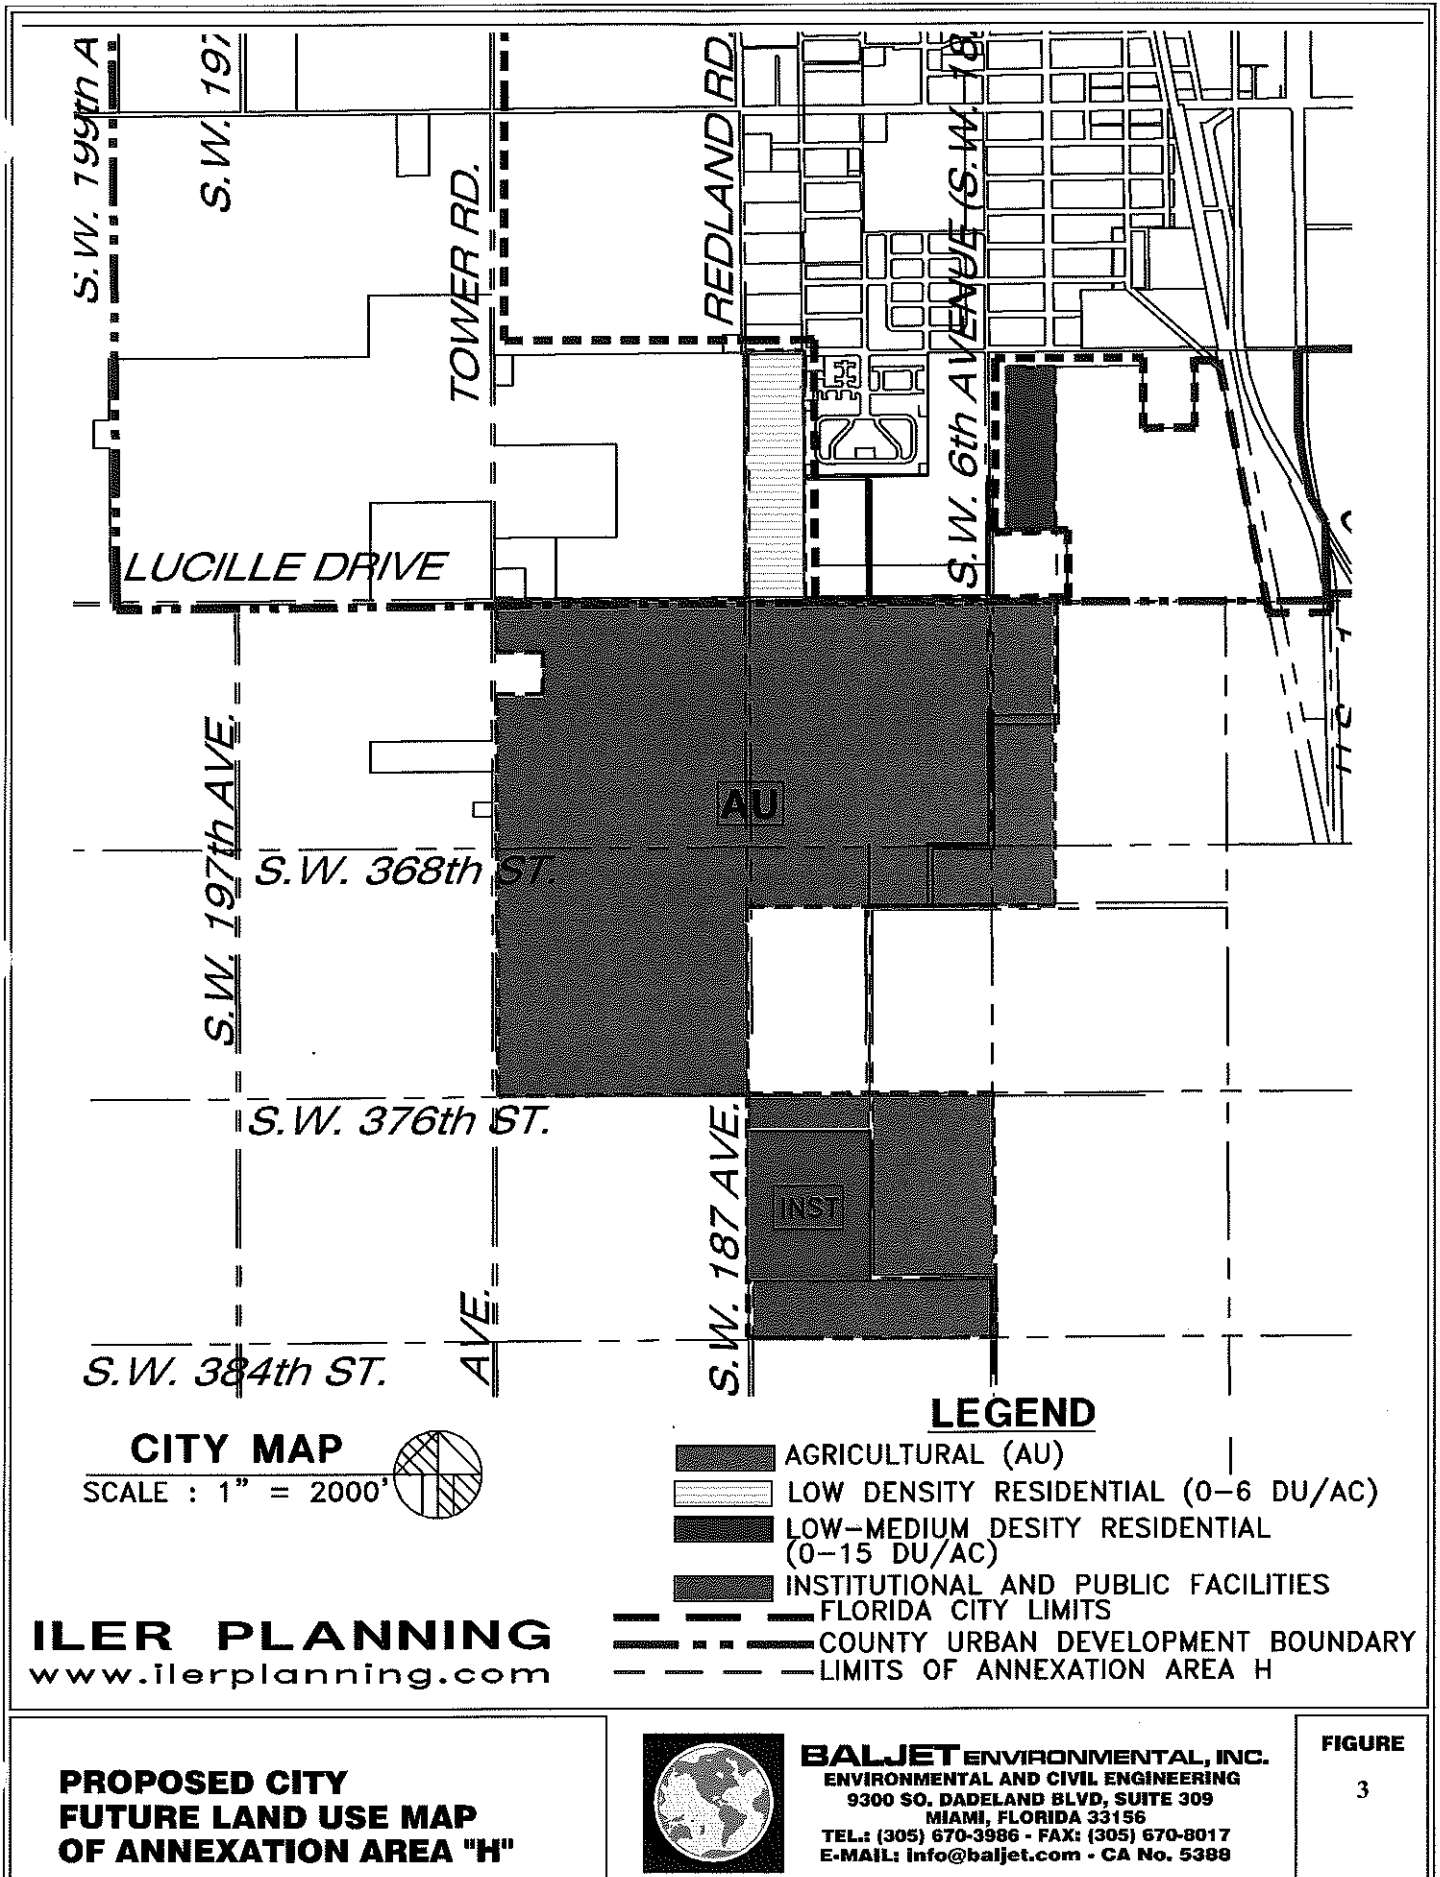 S.W. 199th A
S.W. 197
TOWER RD.
REDLAND RD.
S.W. 6th AVENUE (S.W. 18
LUCILLE DRIVE
S.W. 197th AVE.
AU
S.W. 368th ST.
S.W. 376th ST.
S.W. 187 AVE.
INST
AVE.
S.W. 384th ST.
LEGEND
AGRICULTURAL (AU)
LOW DENSITY RESIDENTIAL (0-6 DU/AC)
LOW-MEDIUM DESITY RESIDENTIAL
(0-15 DU/AC)
INSTITUTIONAL AND PUBLIC FACILITIES
FLORIDA CITY LIMITS
COUNTY URBAN DEVELOPMENT BOUNDARY
LIMITS OF ANNEXATION AREA H
CITY MAP
SCALE : 1" = 2000'
ILER PLANNING
www.ilerplanning.com
PROPOSED CITY
FUTURE LAND USE MAP
OF ANNEXATION AREA "H"
BALJET ENVIRONMENTAL, INC.
ENVIRONMENTAL AND CIVIL ENGINEERING
9300 SO. DADELAND BLVD, SUITE 309
MIAMI, FLORIDA 33156
TEL.: (305) 670-3986 - FAX: (305) 670-8017
E-MAIL: info@baljet.com - CA No. 5388
FIGURE
3